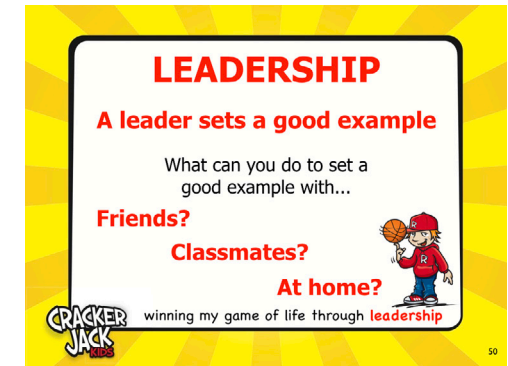 LEADERSHIP
A leader sets a good example
What can you do to set a
good example with...
Friends?
Classmates?
At home?
R
R
CRACKER
JACK
KIDS
winning my game of life through leadership
50